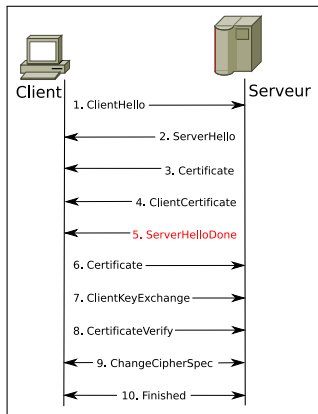 Client
Serveur
1. ClientHello
2. ServerHello
3. Certificate
4. ClientCertificate
5. ServerHelloDone
6. Certificate
7. ClientKeyExchange
8. CertificateVerify
9. ChangeCipherSpec
10. Finished